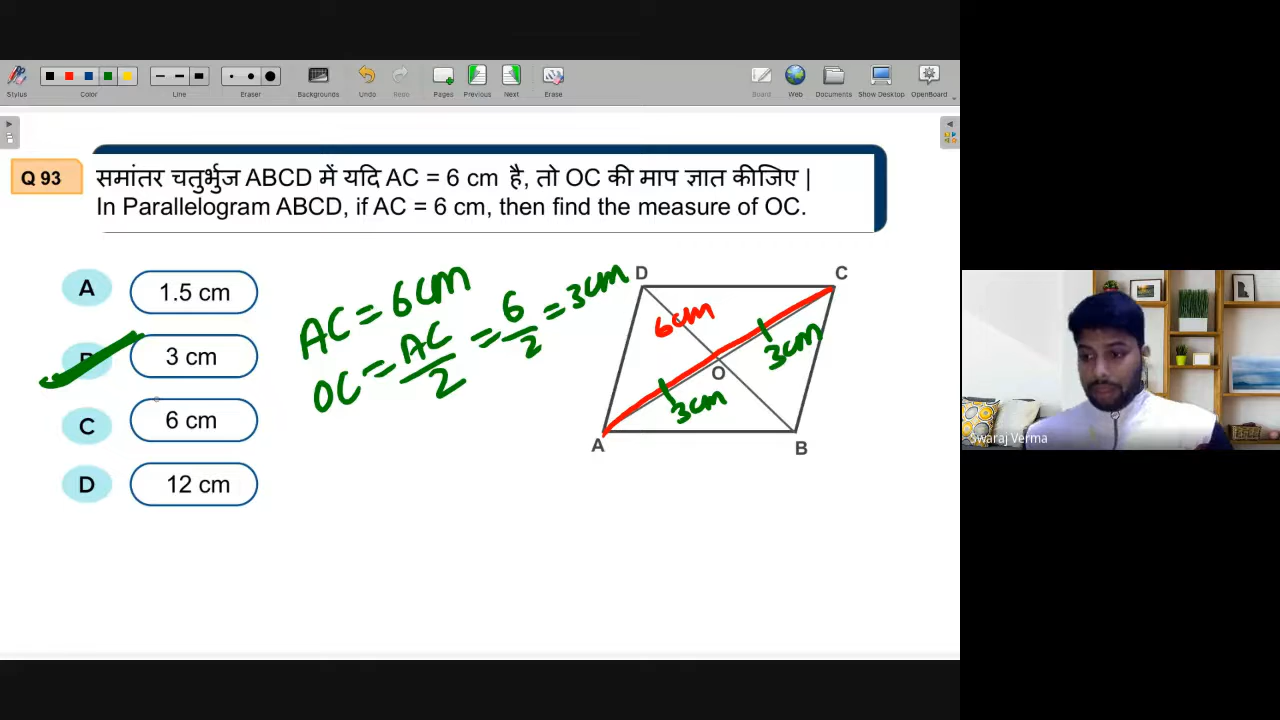 Stylus
Color
Line
Eraser
Backgrounds
Undo
Redo
Pages
Previous
Next
Erase
Board
Web
Documents
Show Desktop
OpenBoard
Q 93
समांतर चतुर्भुज ABCD में यदि AC = 6 cm है, तो OC की माप ज्ञात कीजिए |
In Parallelogram ABCD, if AC = 6 cm, then find the measure of OC.
A 1.5 cm
B 3 cm
C 6 cm
D 12 cm
AC = 6cm
OC = AC/2 = 6/2 = 3cm
D
C
6cm
3cm
O
3cm
A
B
Swaraj Verma